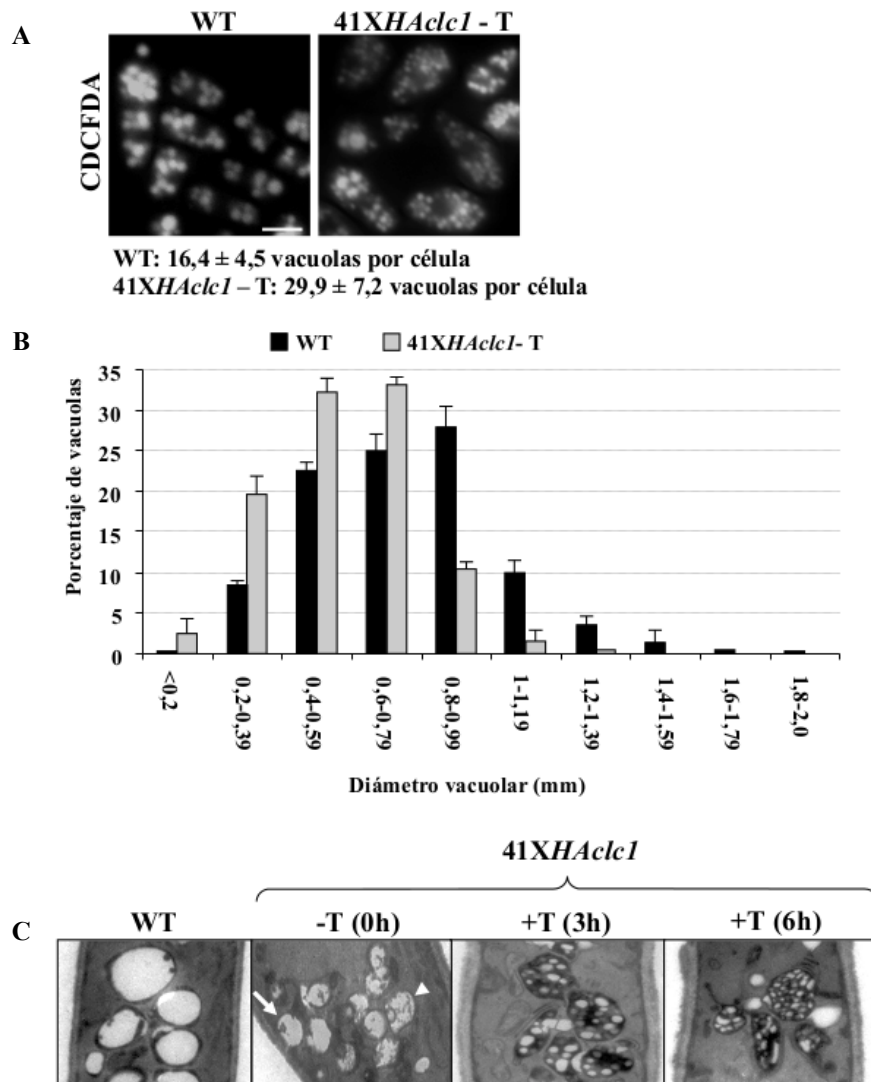 A
WT
41XHAclc1 - T
CDCFDA
WT: 16,4 ± 4,5 vacuolas por célula
41XHAclc1 – T: 29,9 ± 7,2 vacuolas por célula
B
WT
41XHAclc1- T
Porcentaje de vacuolas
35
30
25
20
15
10
5
0
<0,2
0,2-0,39
0,4-0,59
0,6-0,79
0,8-0,99
1-1,19
1,2-1,39
1,4-1,59
1,6-1,79
1,8-2,0
Diámetro vacuolar (mm)
41XHAclc1
C
WT
-T (0h)
+T (3h)
+T (6h)